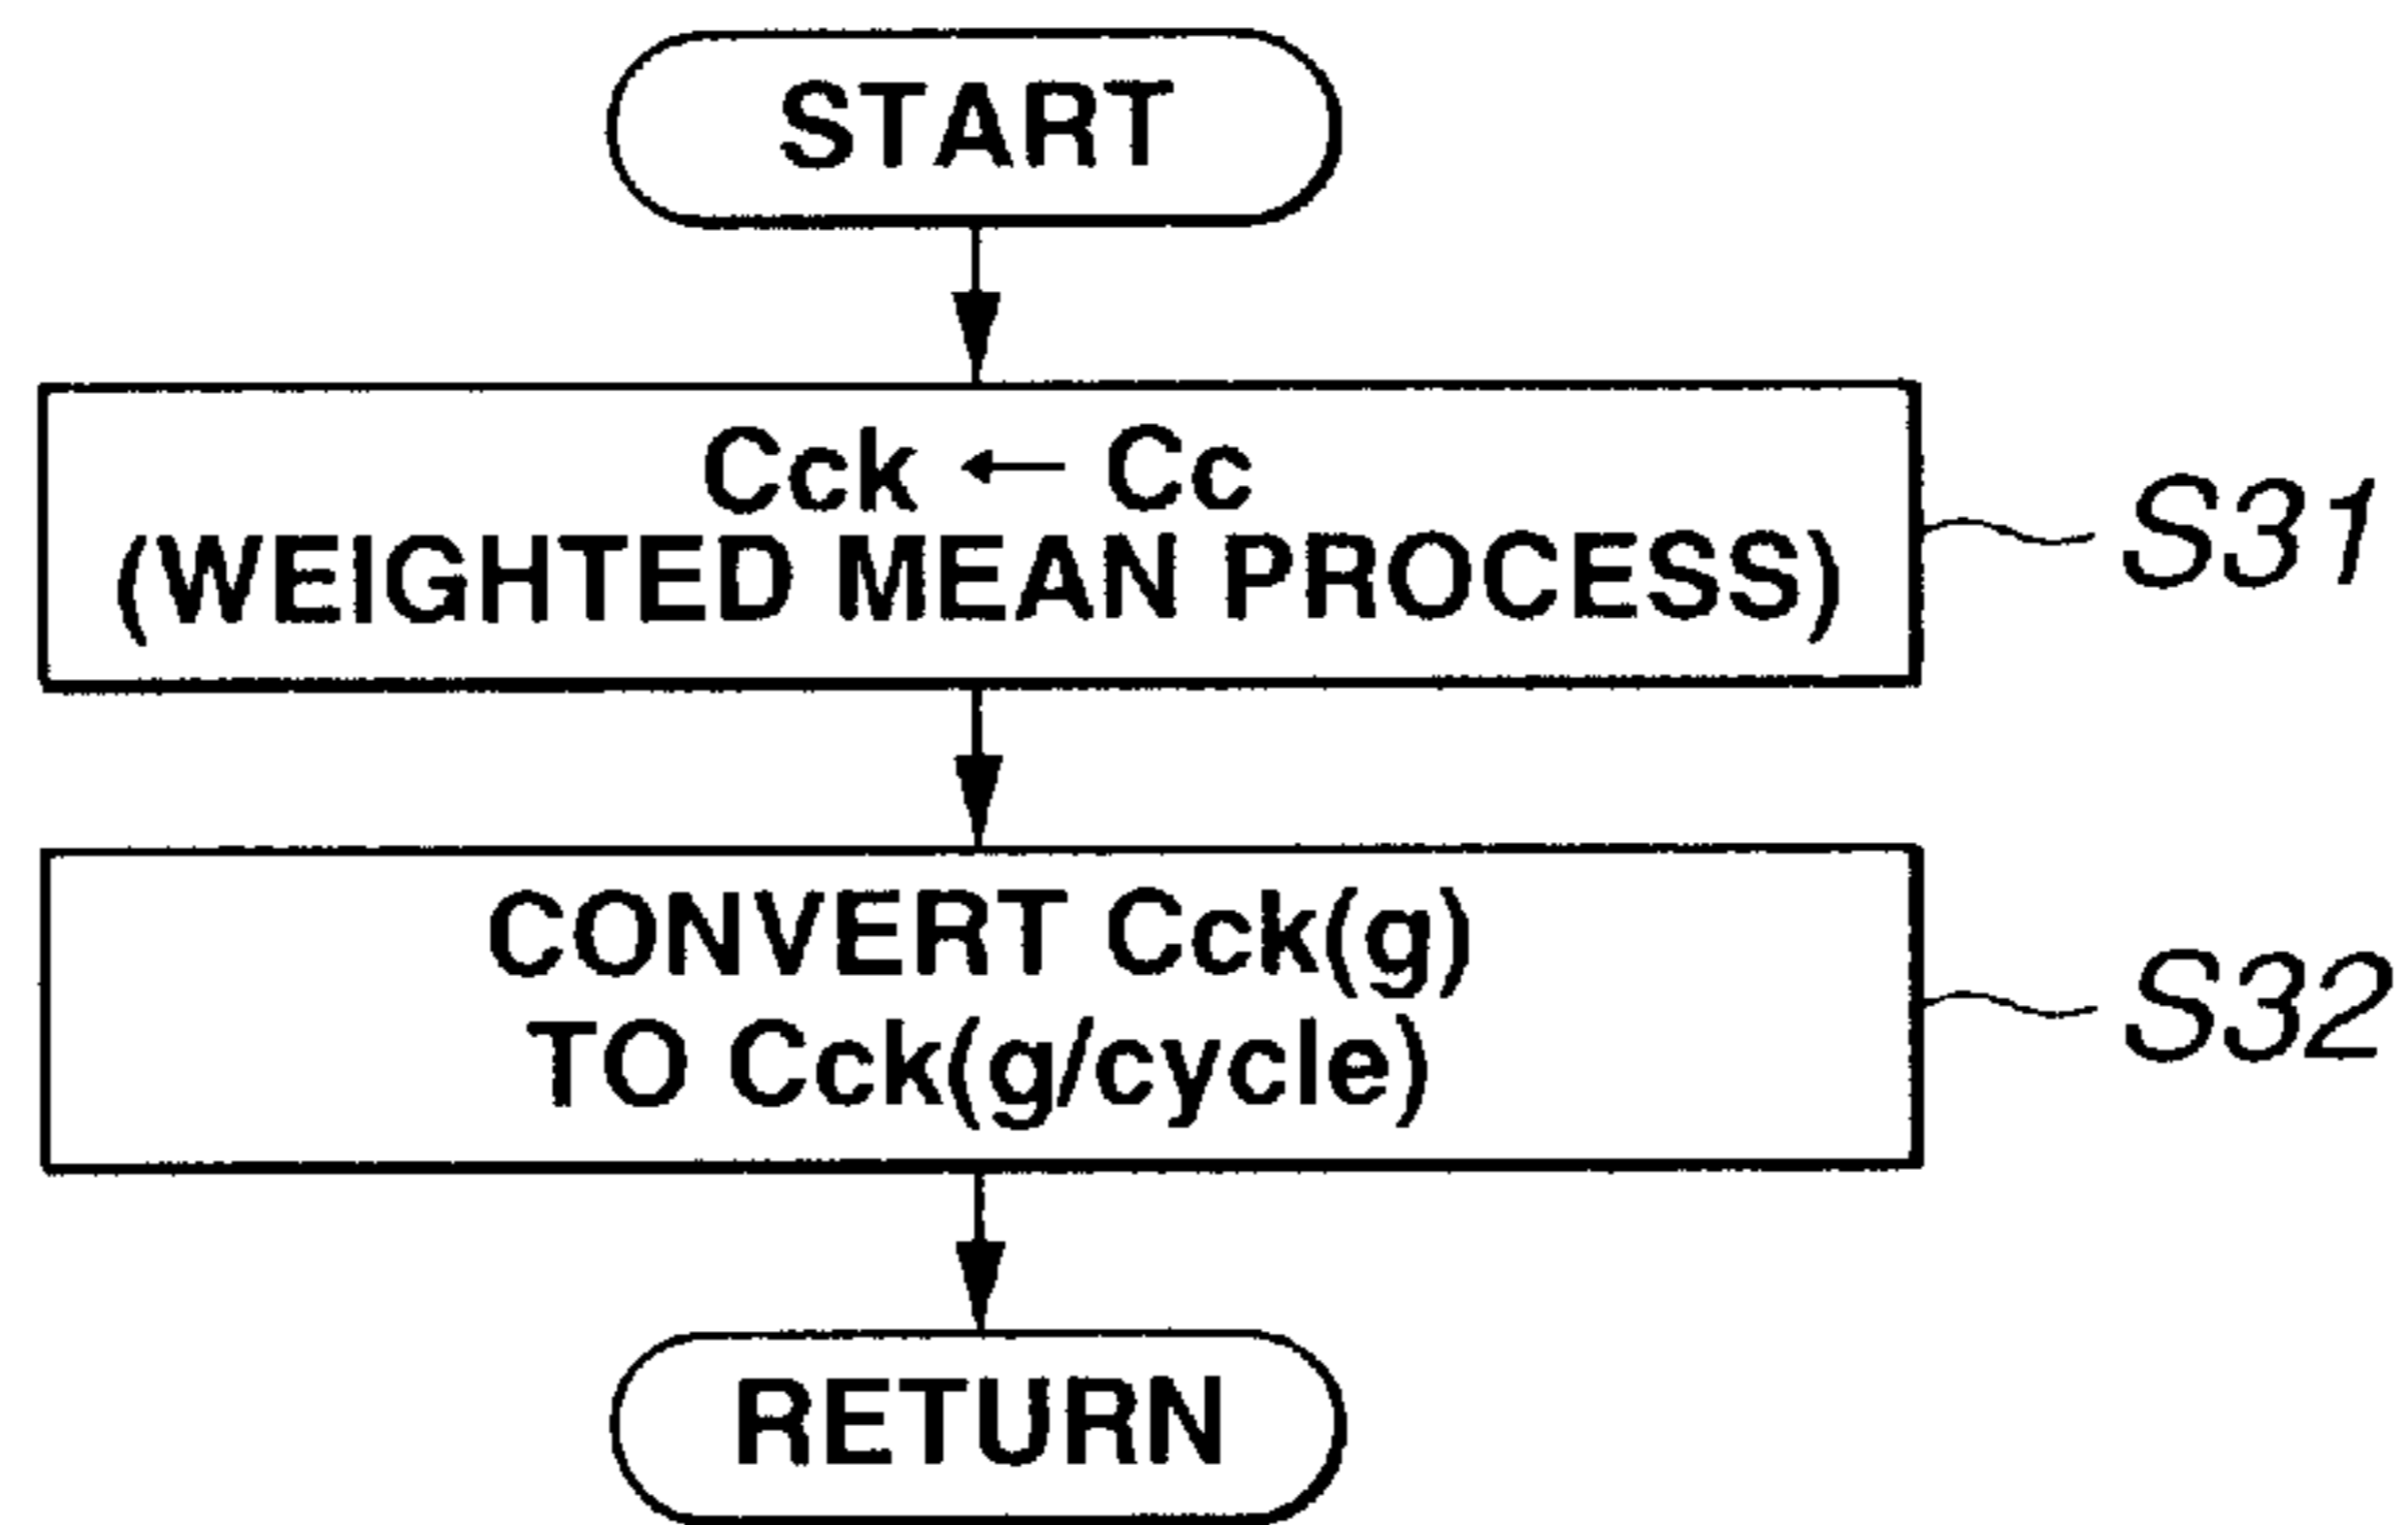 START
Cck ← Cc
(WEIGHTED MEAN PROCESS)
S31
CONVERT Cck(g)
TO Cck(g/cycle)
S32
RETURN